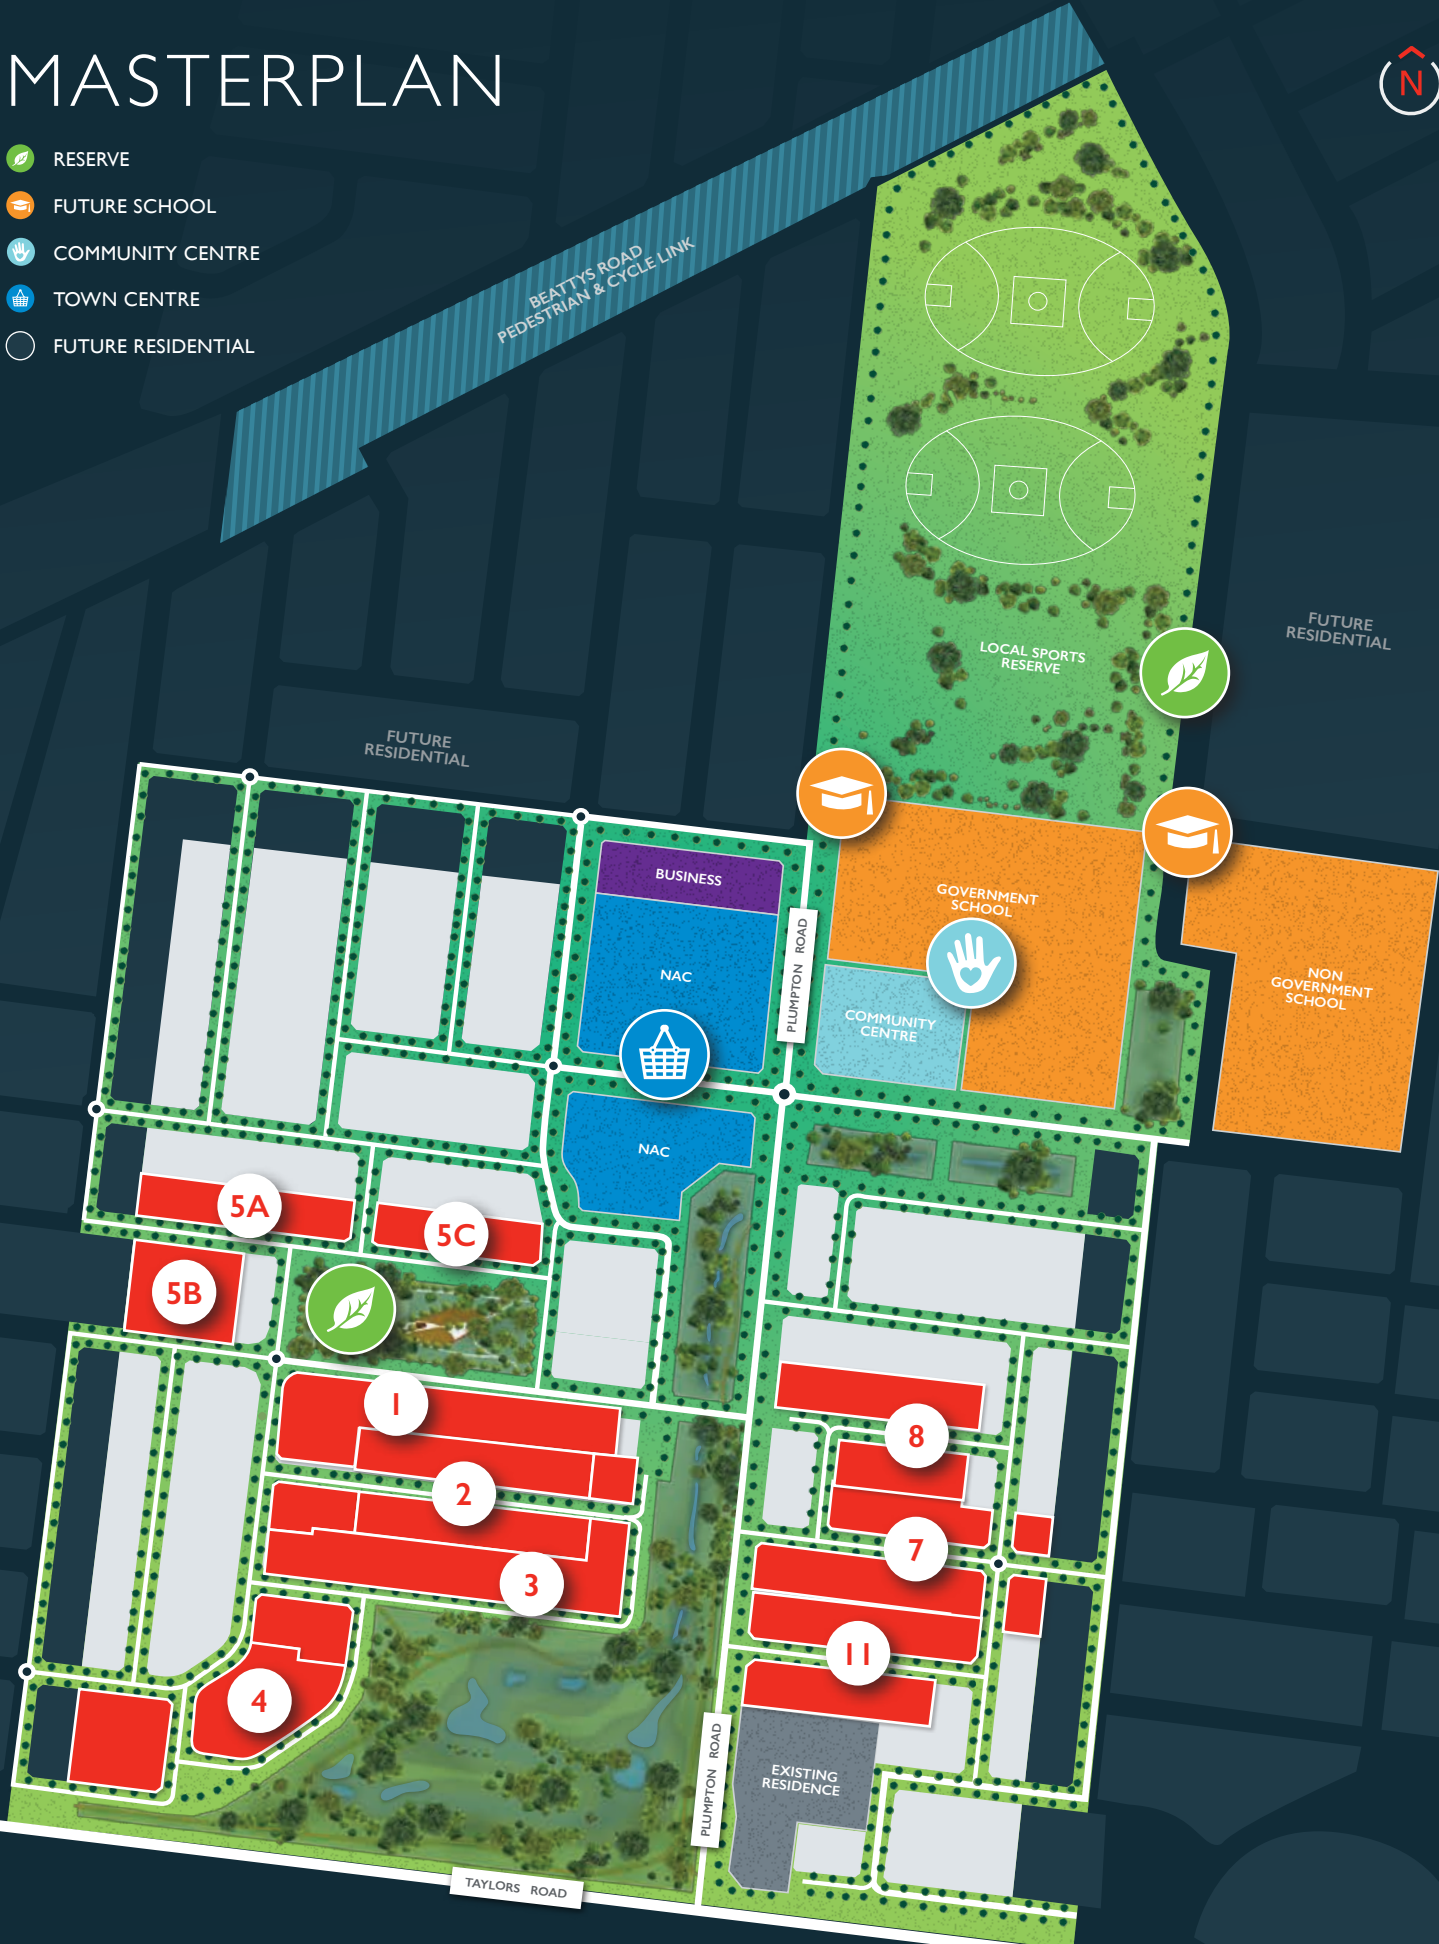 MASTERPLAN
N
RESERVE
FUTURE SCHOOL
COMMUNITY CENTRE
TOWN CENTRE
FUTURE RESIDENTIAL
BEATTYS ROAD
PEDESTRIAN & CYCLE LINK
FUTURE
RESIDENTIAL
LOCAL SPORTS
RESERVE
FUTURE
RESIDENTIAL
BUSINESS
GOVERNMENT
SCHOOL
NAC
PLUMPTON ROAD
NON
GOVERNMENT
SCHOOL
COMMUNITY
CENTRE
NAC
5A
5C
5B
1
8
2
7
3
11
4
EXISTING
RESIDENCE
PLUMPTON ROAD
TAYLORS ROAD